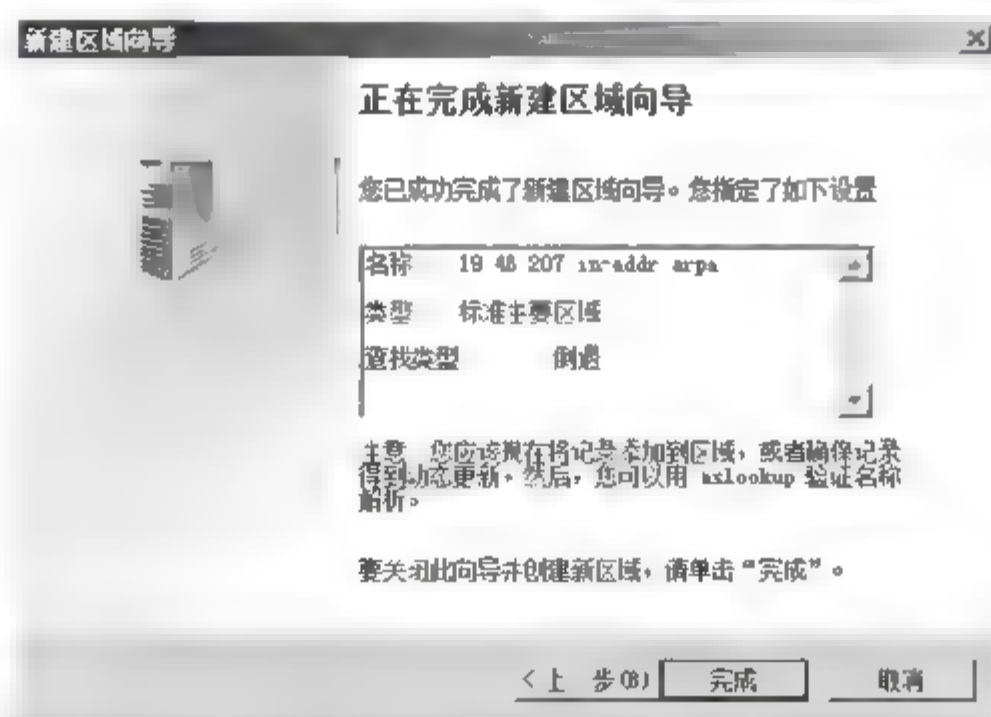 新建区域向导
正在完成新建区域向导
您已成功完成了新建区域向导。您指定了如下设置
名称 19 48 207 in-addr arpa
类型 标准主要区域
查找类型
主意 您应该现在将记录添加到区域，或者确保记录
得到动态更新。然后，您可以用 nslookup 验证名称
解析。
要关闭此向导并创建新区域，请单击“完成”。
<上 步(B)
完成
取消